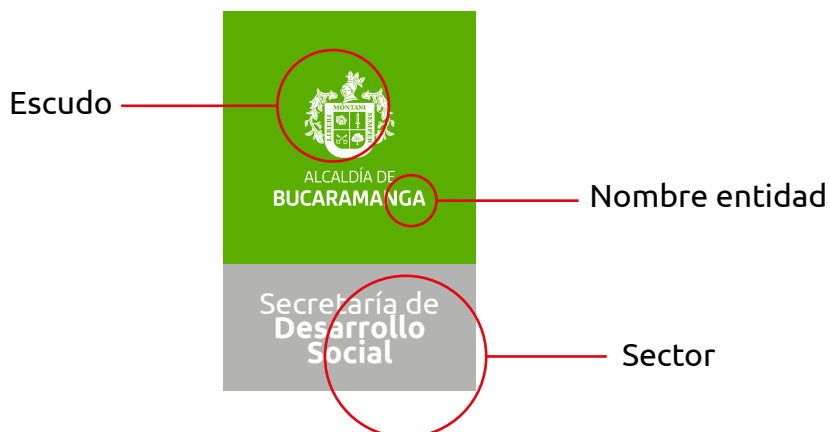 Escudo
MONTANI
LIBERI
SEMPER
ALCALDÍA DE
BUCARAMANGA
Nombre entidad
Secretaría de
Desarrollo
Social
Sector